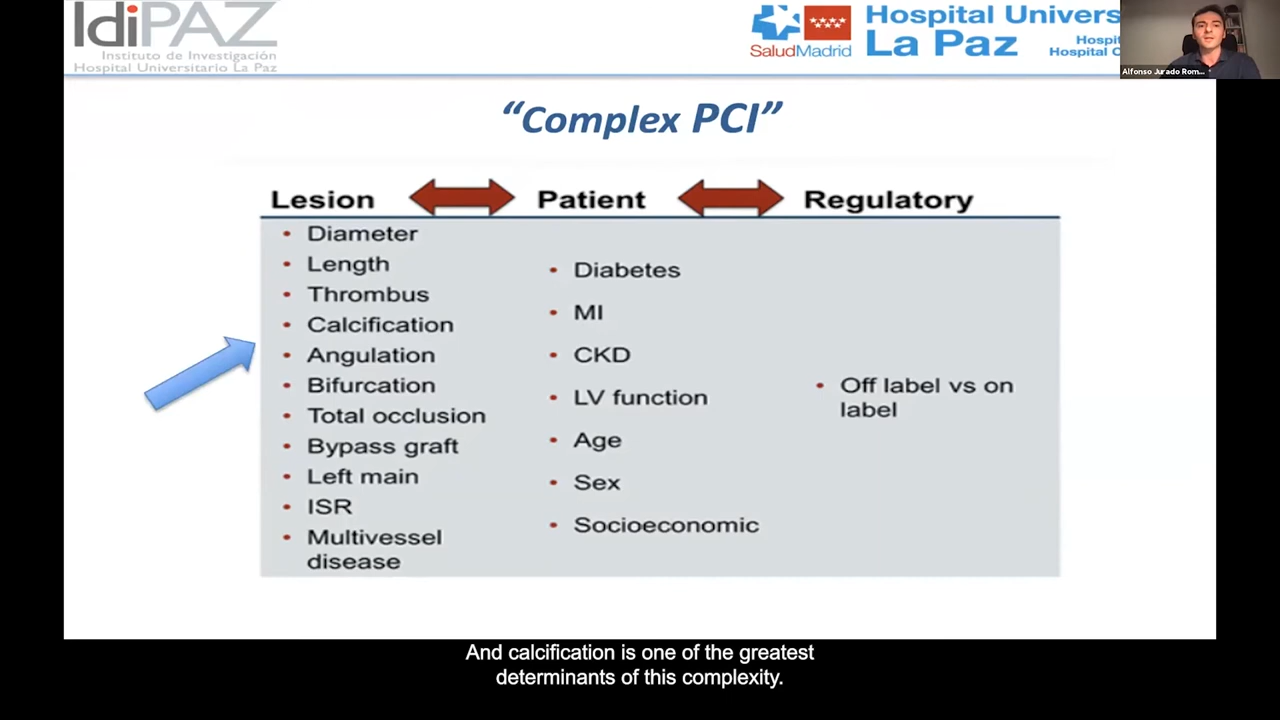 IdiPAZ
Instituto de Investigación
Hospital Universitario La Paz
SaludMadrid
Hospital Univers
La Paz
Hospit
Hospital C
Alfonso Jurado Rom...
“Complex PCI”
Lesion
Patient
Regulatory
• Diameter
• Length
• Thrombus
• Calcification
• Angulation
• Bifurcation
• Total occlusion
• Bypass graft
• Left main
• ISR
• Multivessel
disease
• Diabetes
• MI
• CKD
• LV function
• Age
• Sex
• Socioeconomic
• Off label vs on
label
And calcification is one of the greatest
determinants of this complexity.